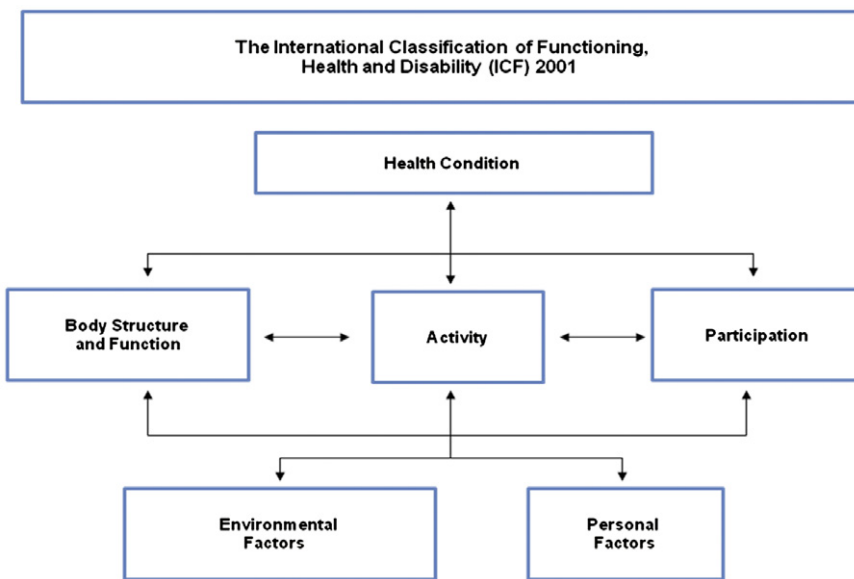 The International Classification of Functioning,
Health and Disability (ICF) 2001
Health Condition
Body Structure
and Function
Activity
Participation
Environmental
Factors
Personal
Factors